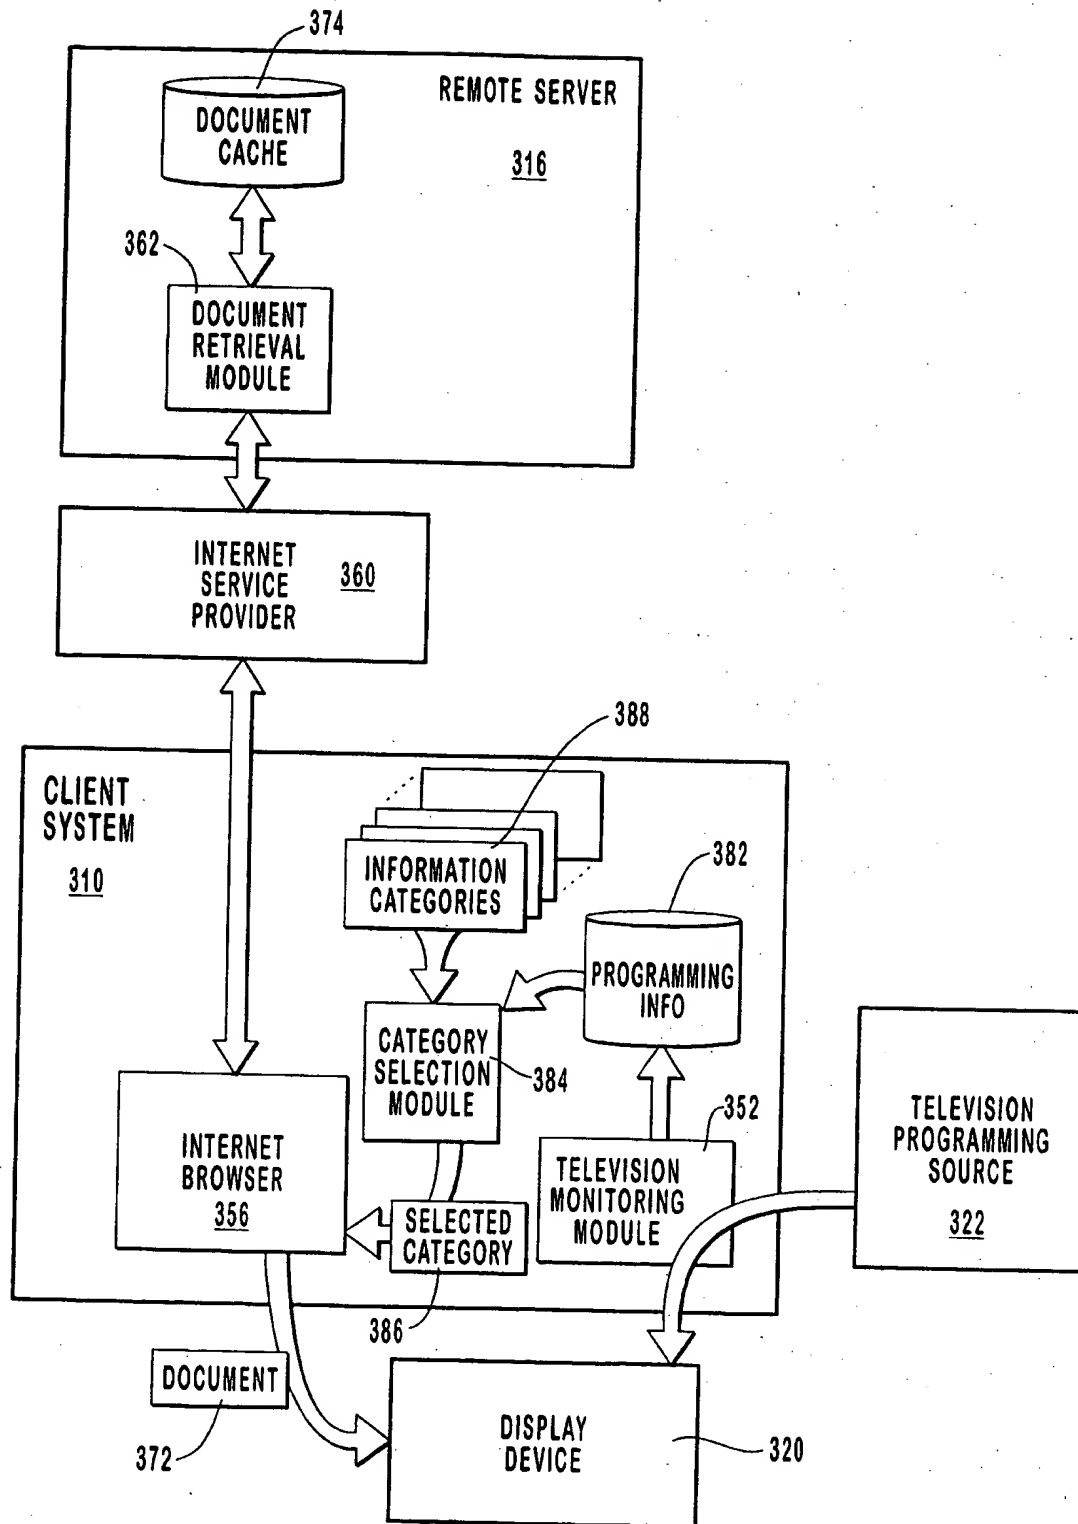 374
REMOTE SERVER
316
DOCUMENT
CACHE
362
DOCUMENT
RETRIEVAL
MODULE
INTERNET
SERVICE
PROVIDER
360
388
CLIENT
SYSTEM
310
INFORMATION
CATEGORIES
382
PROGRAMMING
INFO
CATEGORY
SELECTION
MODULE
384
352
TELEVISION
PROGRAMMING
SOURCE
322
INTERNET
BROWSER
356
TELEVISION
MONITORING
MODULE
SELECTED
CATEGORY
386
DOCUMENT
372
DISPLAY
DEVICE
320